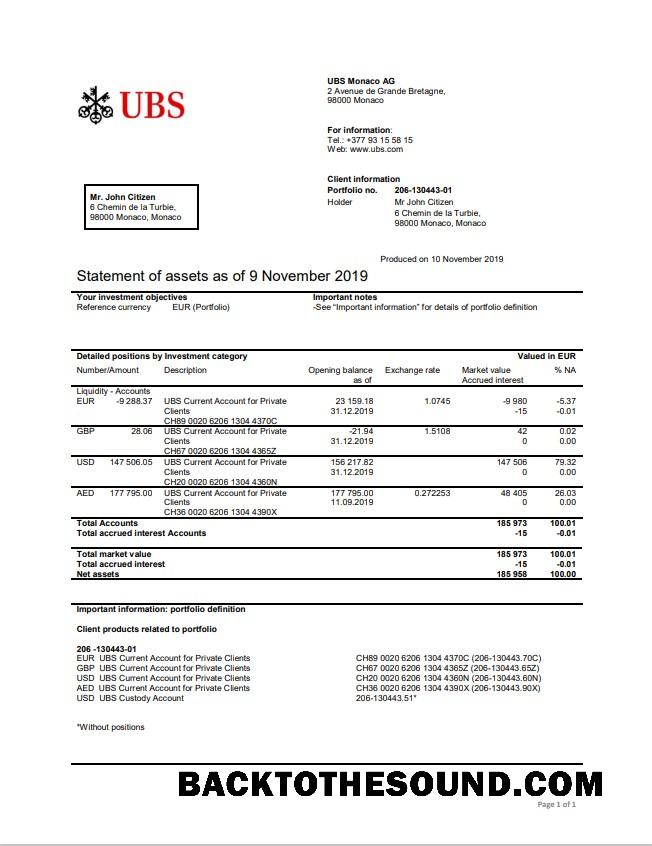 UBS
UBS Monaco AG
2 Avenue de Grande Bretagne,
98000 Monaco
For information:
Tel.: +377 93 15 58 15
Web: www.ubs.com
Client information
Portfolio no. 206-130443-01
Holder Mr John Citizen
6 Chemin de la Turbie,
98000 Monaco, Monaco
Mr. John Citizen
6 Chemin de la Turbie,
98000 Monaco, Monaco
Produced on 10 November 2019
Statement of assets as of 9 November 2019
Your investment objectives Important notes
Reference currency EUR (Portfolio) -See “Important information” for details of portfolio definition
Detailed positions by Investment category Valued in EUR
Number/Amount Description Opening balance Exchange rate Market value % NA
as of Accrued interest
Liquidity - Accounts
EUR -9 288.37 UBS Current Account for Private 23 159.18 1.0745 -9 980 -5.37
Clients 31.12.2019 -15 -0.01
CH89 0020 6206 1304 4370C
GBP 28.06 UBS Current Account for Private -21.94 1.5108 42 0.02
Clients 31.12.2019 0 0.00
CH67 0020 6206 1304 4365Z
USD 147 506.05 UBS Current Account for Private 156 217.82 147 506 79.32
Clients 31.12.2019 0 0.00
CH20 0020 6206 1304 4360N
AED 177 795.00 UBS Current Account for Private 177 795.00 0.272253 48 405 26.03
Clients 11.09.2019 0 0.00
CH36 0020 6206 1304 4390X
Total Accounts 185 973 100.01
Total accrued interest Accounts -15 -0.01
Total market value 185 973 100.01
Total accrued interest -15 -0.01
Net assets 185 958 100.00
Important information: portfolio definition
Client products related to portfolio
206 -130443-01
EUR UBS Current Account for Private Clients CH89 0020 6206 1304 4370C (206-130443.70C)
GBP UBS Current Account for Private Clients CH67 0020 6206 1304 4365Z (206-130443.65Z)
USD UBS Current Account for Private Clients CH20 0020 6206 1304 4360N (206-130443.60N)
AED UBS Current Account for Private Clients CH36 0020 6206 1304 4390X (206-130443.90X)
USD UBS Custody Account 206-130443.51*
*Without positions
BACKTOTHESOUND.COM
Page 1 of 1